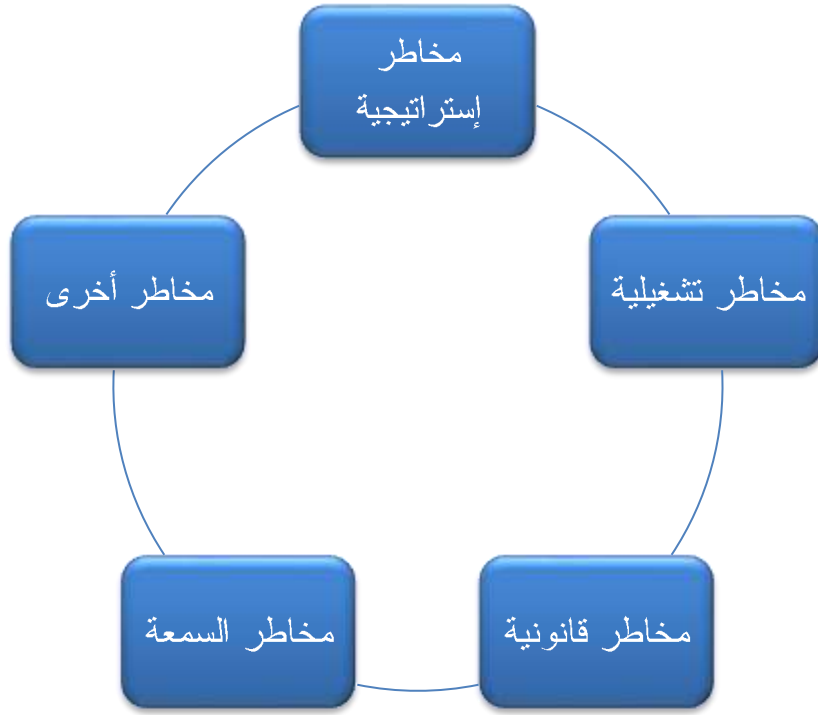 مخاطر
إستراتيجية
مخاطر تشغيلية
مخاطر أخرى
مخاطر قانونية
مخاطر السمعة